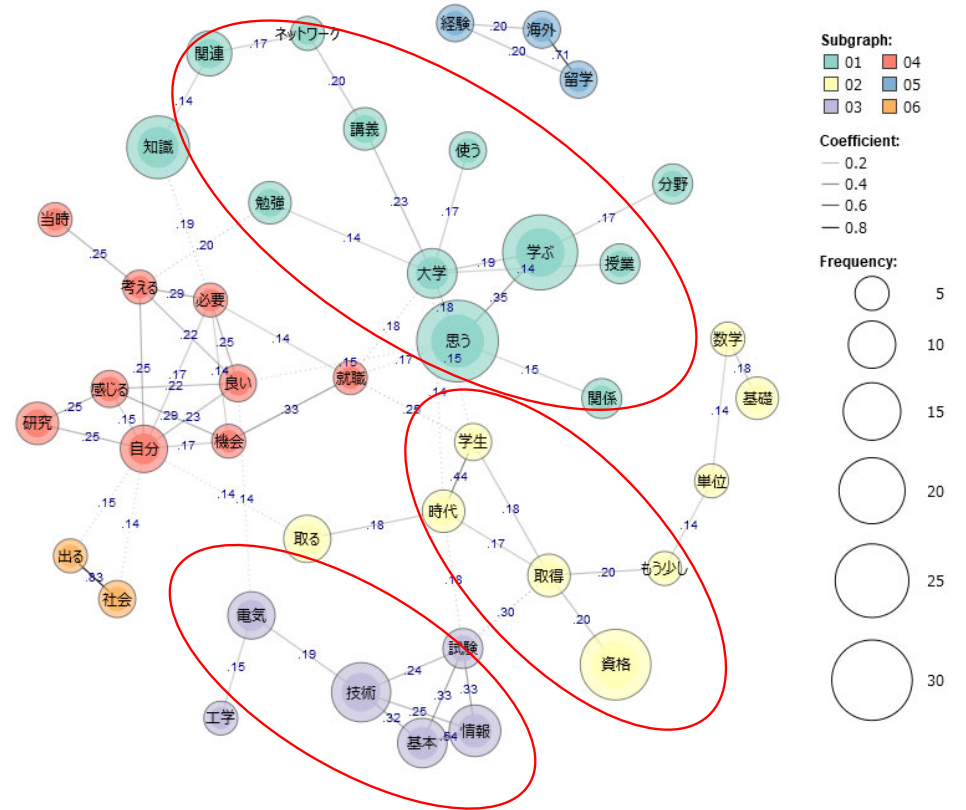 経験
.20
海外
.20
.71
留学
関連
.17
ネットワーク
.14
.20
知識
講義
使う
分野
勉強
.19
.20
.23
.17
.17
.14
当時
.25
学ぶ
.19
.14
授業
大学
考える
.29
必要
.18
.35
.22
.25
.14
.18
思う
.25
.17
.22
.14
.15
.17
.15
.15
就職
良い
感じる
.14
関係
研究
.25
.15
.29
.23
.33
.25
.25
自分
.17
機会
学生
.44
.15
.14
.14
.14
時代
.18
.18
取る
.17
出る
.83
社会
取得
.20
もう少し
.14
単位
.14
数学
.18
基礎
.18
.30
.20
資格
電気
.15
.19
工学
試験
.24
技術
.33
.33
.25
.32
基本
.54
情報
Subgraph:
01 04
02 05
03 06
Coefficient:
0.2
0.4
0.6
0.8
Frequency:
5
10
15
20
25
30